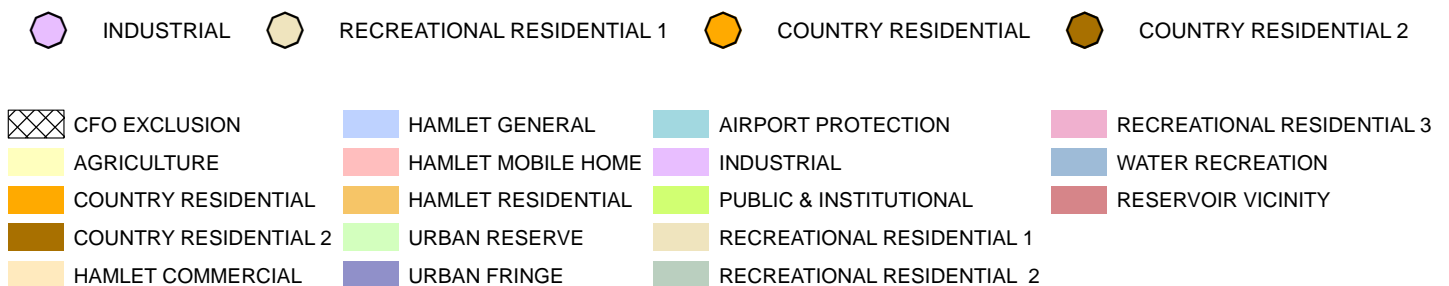 INDUSTRIAL RECREATIONAL RESIDENTIAL 1 COUNTRY RESIDENTIAL COUNTRY RESIDENTIAL 2
CFO EXCLUSION
AGRICULTURE
COUNTRY RESIDENTIAL
COUNTRY RESIDENTIAL 2
HAMLET COMMERCIAL
HAMLET GENERAL
HAMLET MOBILE HOME
HAMLET RESIDENTIAL
URBAN RESERVE
URBAN FRINGE
AIRPORT PROTECTION
INDUSTRIAL
PUBLIC & INSTITUTIONAL
RECREATIONAL RESIDENTIAL 1
RECREATIONAL RESIDENTIAL 2
RECREATIONAL RESIDENTIAL 3
WATER RECREATION
RESERVOIR VICINITY